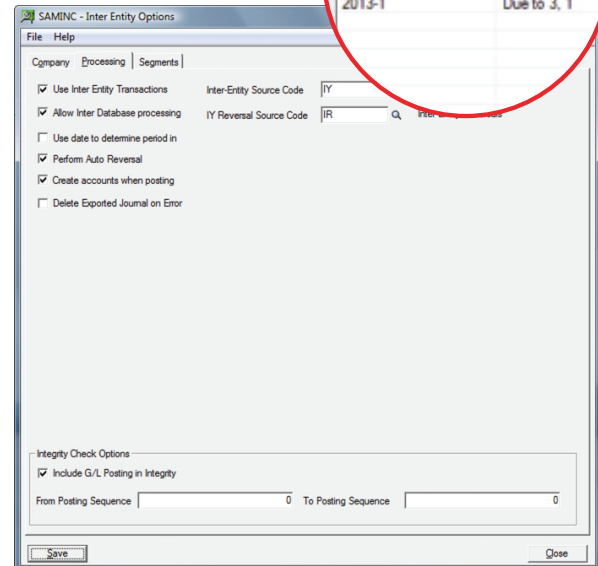 2013-1 Due to 3, 1
SAMINC - Inter Entity Options
File Help
Company Processing Segments
Use Inter Entity Transactions Inter-Entity Source Code IY
Allow Inter Database processing IY Reversal Source Code IR
Use date to determine period in
Perform Auto Reversal
Create accounts when posting
Delete Exported Journal on Error
Integrity Check Options
Include G/L Posting in Integrity
From Posting Sequence 0 To Posting Sequence 0
Save Close